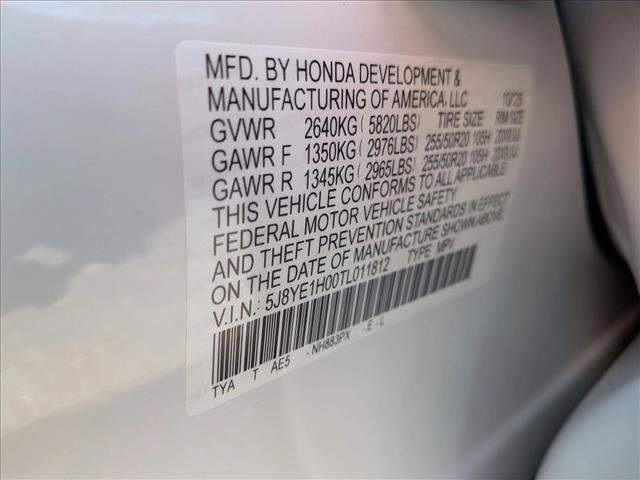 MFD. BY HONDA DEVELOPMENT &
MANUFACTURING OF AMERICA, LLC 10/25
GVWR 2640KG ( 5820LBS) TIRE SIZE RIM SIZE
GAWR F 1350KG ( 2976LBS) 255/50R20 105H 20X9.0J
GAWR R 1345KG ( 2965LBS) 255/50R20 105H 20X9.0J
THIS VEHICLE CONFORMS TO ALL APPLICABLE
FEDERAL MOTOR VEHICLE SAFETY
AND THEFT PREVENTION STANDARDS IN EFFECT
ON THE DATE OF MANUFACTURE SHOWN ABOVE.
V.I.N.: 5J8YE1H00TL011812 TYPE: MPV
TYA T AE5 - NH883PX - E - L